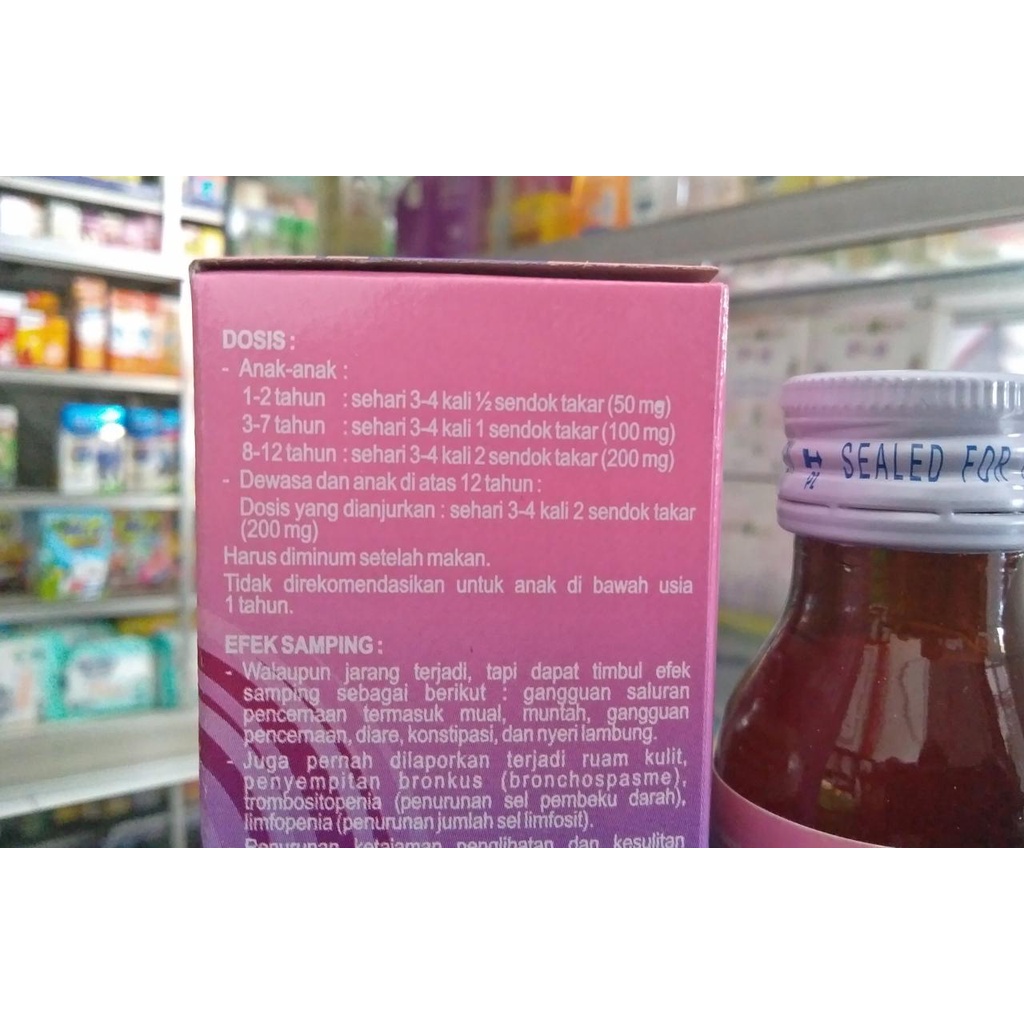 DOSIS :
- Anak-anak :
1-2 tahun : sehari 3-4 kali ½ sendok takar (50 mg)
3-7 tahun : sehari 3-4 kali 1 sendok takar (100 mg)
8-12 tahun : sehari 3-4 kali 2 sendok takar (200 mg)
- Dewasa dan anak di atas 12 tahun :
Dosis yang dianjurkan : sehari 3-4 kali 2 sendok takar
(200 mg)
Harus diminum setelah makan.
Tidak direkomendasikan untuk anak di bawah usia
1 tahun.
EFEK SAMPING :
- Walaupun jarang terjadi, tapi dapat timbul efek
samping sebagai berikut : gangguan saluran
pencernaan termasuk mual, muntah, gangguan
pencernaan, diare, konstipasi, dan nyeri lambung.
- Juga pernah dilaporkan terjadi ruam kulit,
penyempitan bronkus (bronchospasme),
trombositopenia (penurunan sel pembeku darah),
limfopenia (penurunan jumlah sel limfosit).
Penurunan ketajaman penglihatan dan kesulitan
SEALED FOR